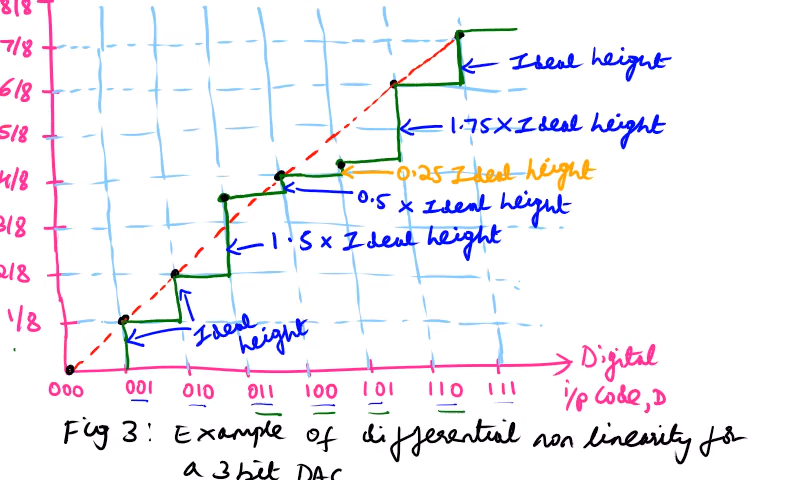 8/8
7/8
6/8
5/8
4/8
3/8
2/8
1/8
Ideal height
1.75 X Ideal height
0.25 Ideal height
0.5 x Ideal height
1.5 x Ideal height
Ideal height
000 001 010 011 100 101 110 111
Digital
i/p code, D
Fig 3: Example of differential non linearity for
a 3 bit DAC